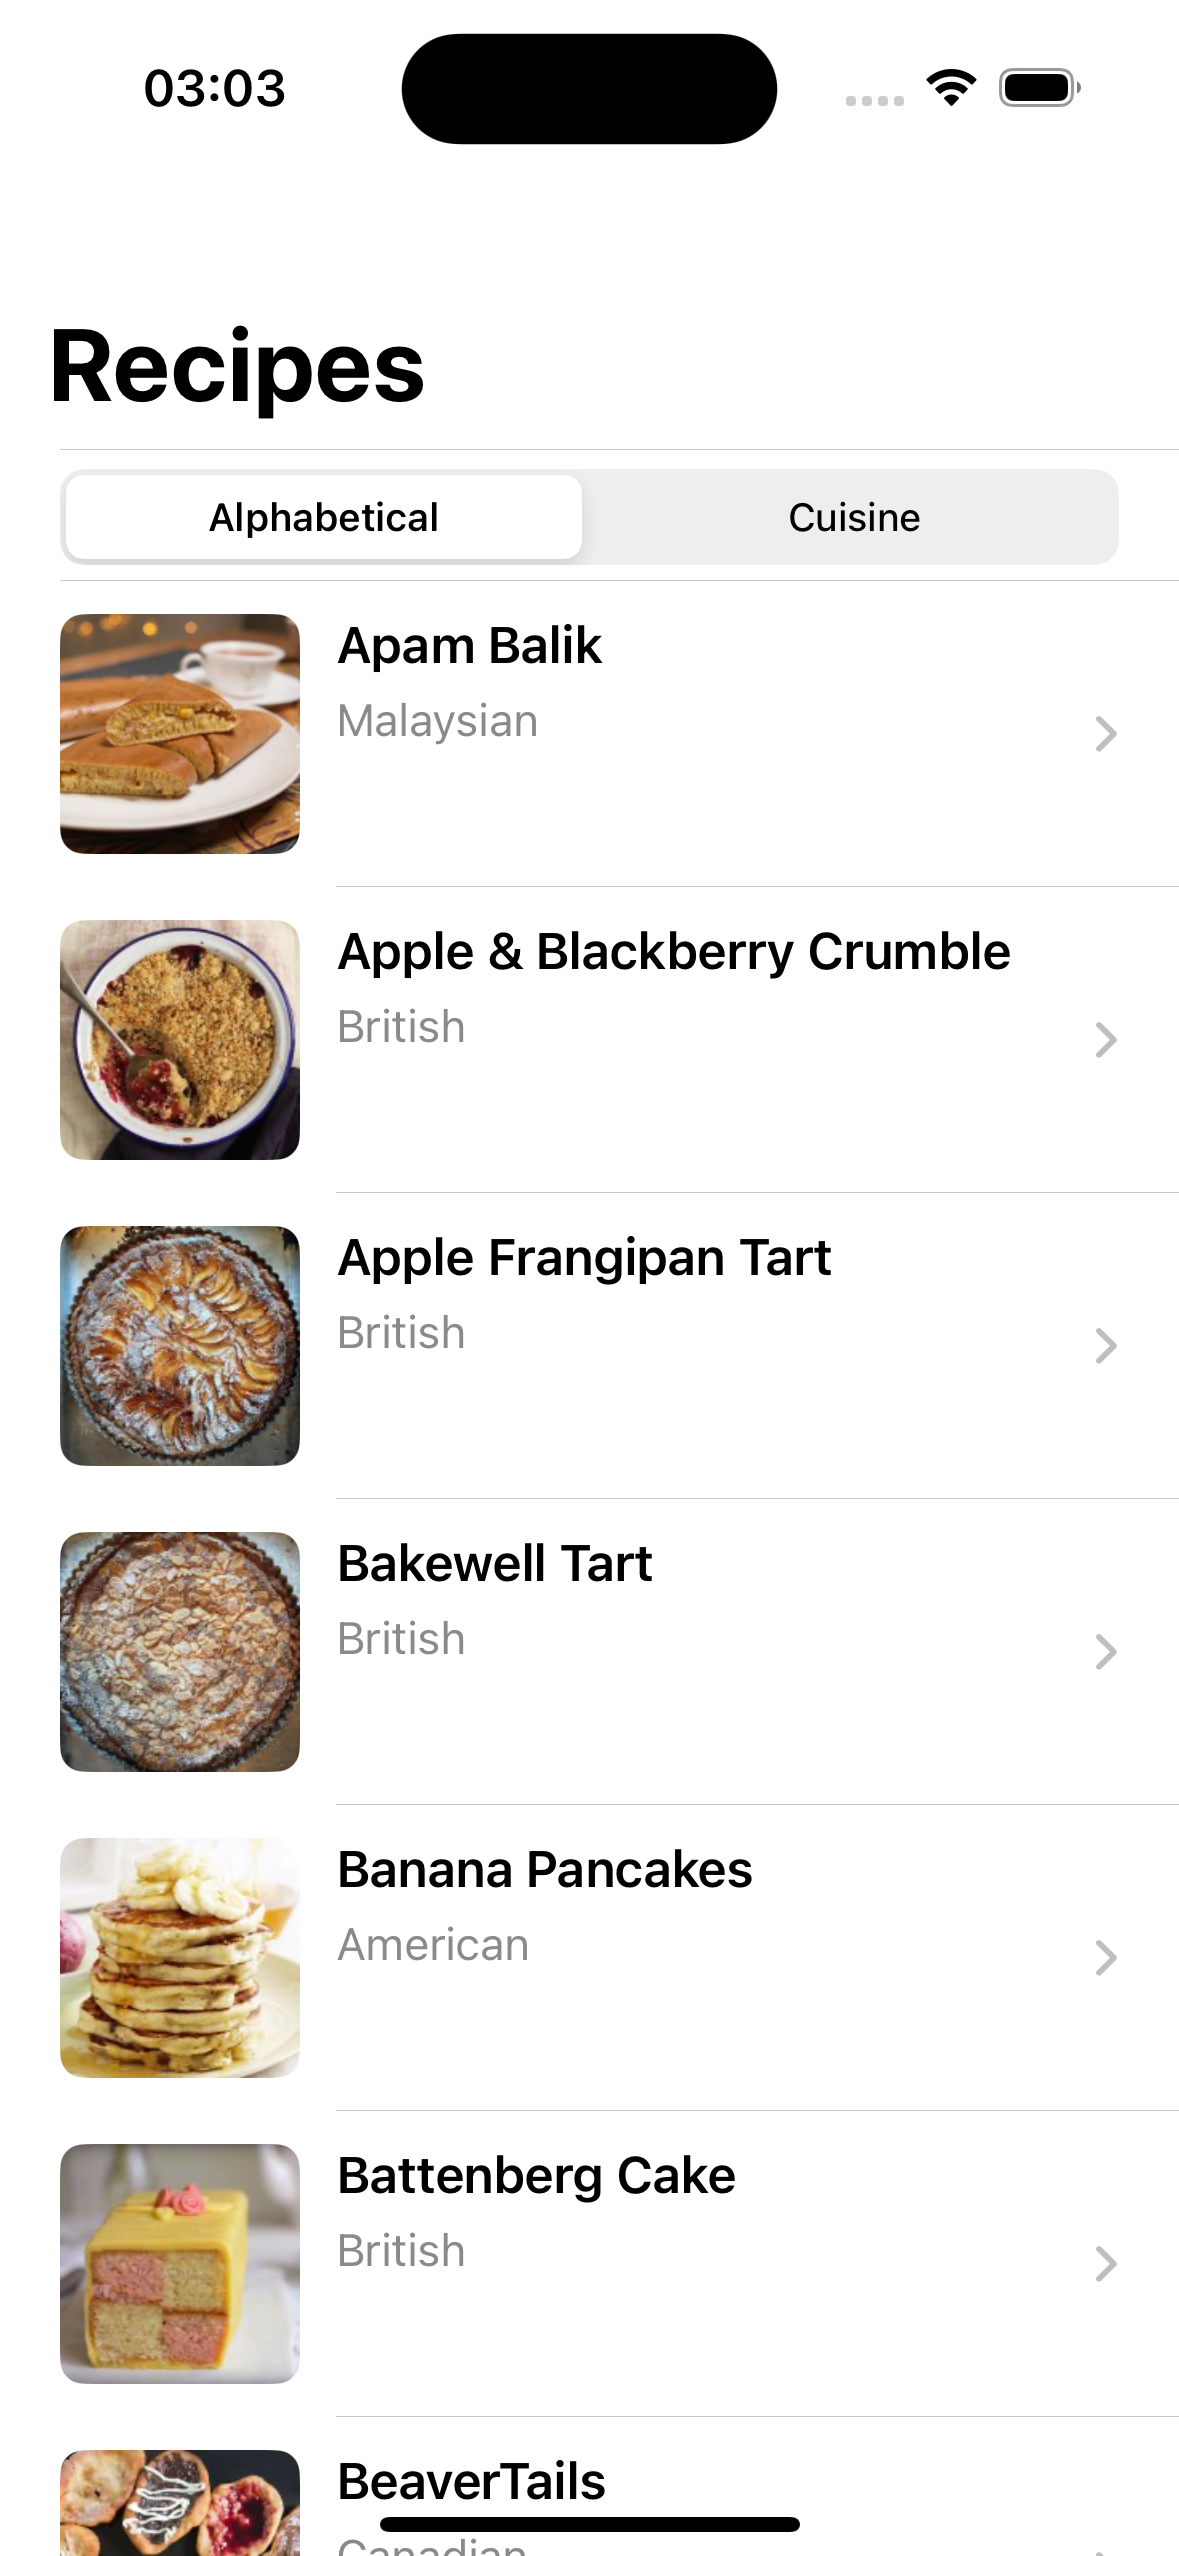 03:03
Recipes
Alphabetical
Cuisine
Apam Balik
Malaysian
Apple & Blackberry Crumble
British
Apple Frangipan Tart
British
Bakewell Tart
British
Banana Pancakes
American
Battenberg Cake
British
BeaverTails
Canadian